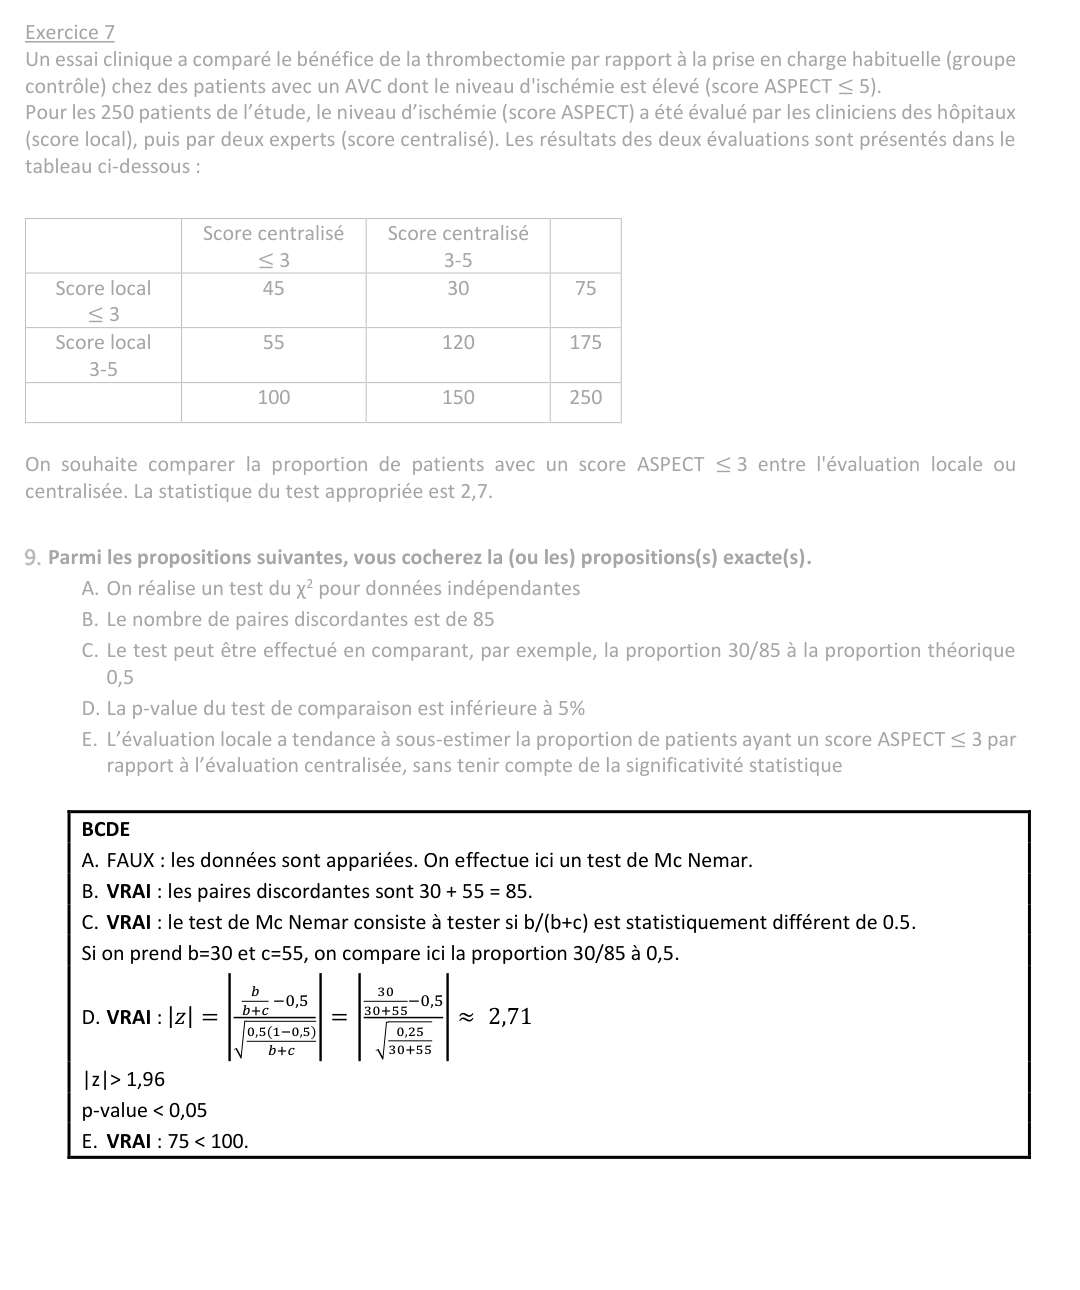 Exercice 7
Un essai clinique a comparé le bénéfice de la thrombectomie par rapport à la prise en charge habituelle (groupe
contrôle) chez des patients avec un AVC dont le niveau d'ischémie est élevé (score ASPECT ≤ 5).
Pour les 250 patients de l’étude, le niveau d’ischémie (score ASPECT) a été évalué par les cliniciens des hôpitaux
(score local), puis par deux experts (score centralisé). Les résultats des deux évaluations sont présentés dans le
tableau ci-dessous :
Score centralisé Score centralisé
≤ 3 3-5
Score local 45 30 75
≤ 3
Score local 55 120 175
3-5
100 150 250
On souhaite comparer la proportion de patients avec un score ASPECT ≤ 3 entre l'évaluation locale ou
centralisée. La statistique du test appropriée est 2,7.
9. Parmi les propositions suivantes, vous cocherez la (ou les) propositions(s) exacte(s).
A. On réalise un test du χ² pour données indépendantes
B. Le nombre de paires discordantes est de 85
C. Le test peut être effectué en comparant, par exemple, la proportion 30/85 à la proportion théorique
0,5
D. La p-value du test de comparaison est inférieure à 5%
E. L’évaluation locale a tendance à sous-estimer la proportion de patients ayant un score ASPECT ≤ 3 par
rapport à l’évaluation centralisée, sans tenir compte de la significativité statistique
BCDE
A. FAUX : les données sont appariées. On effectue ici un test de Mc Nemar.
B. VRAI : les paires discordantes sont 30 + 55 = 85.
C. VRAI : le test de Mc Nemar consiste à tester si b/(b+c) est statistiquement différent de 0.5.
Si on prend b=30 et c=55, on compare ici la proportion 30/85 à 0,5.
D. VRAI : |z| = |(b/(b+c) −0,5)/√(0,5(1−0,5)/(b+c))| = |(30/(30+55) −0,5)/√(0,25/(30+55))| ≈ 2,71
|z|> 1,96
p-value < 0,05
E. VRAI : 75 < 100.